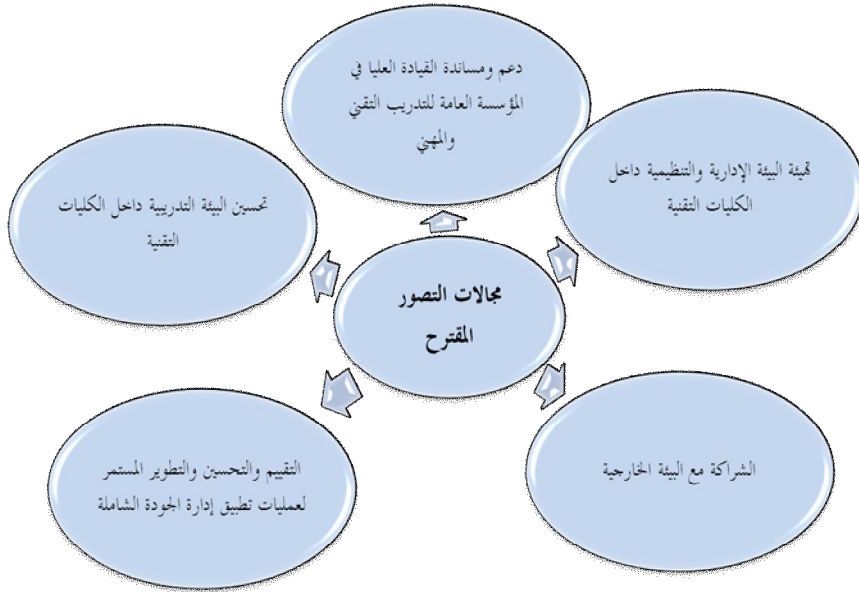 دعم ومساندة القيادة العليا في
المؤسسة العامة للتدريب التقني
والمهني
تهيئة البيئة الإدارية والتنظيمية داخل
الكليات التقنية
تحسين البيئة التدريبية داخل الكليات
التقنية
مجالات التصور
المقترح
الشراكة مع البيئة الخارجية
التقييم والتحسين والتطوير المستمر
لعمليات تطبيق إدارة الجودة الشاملة